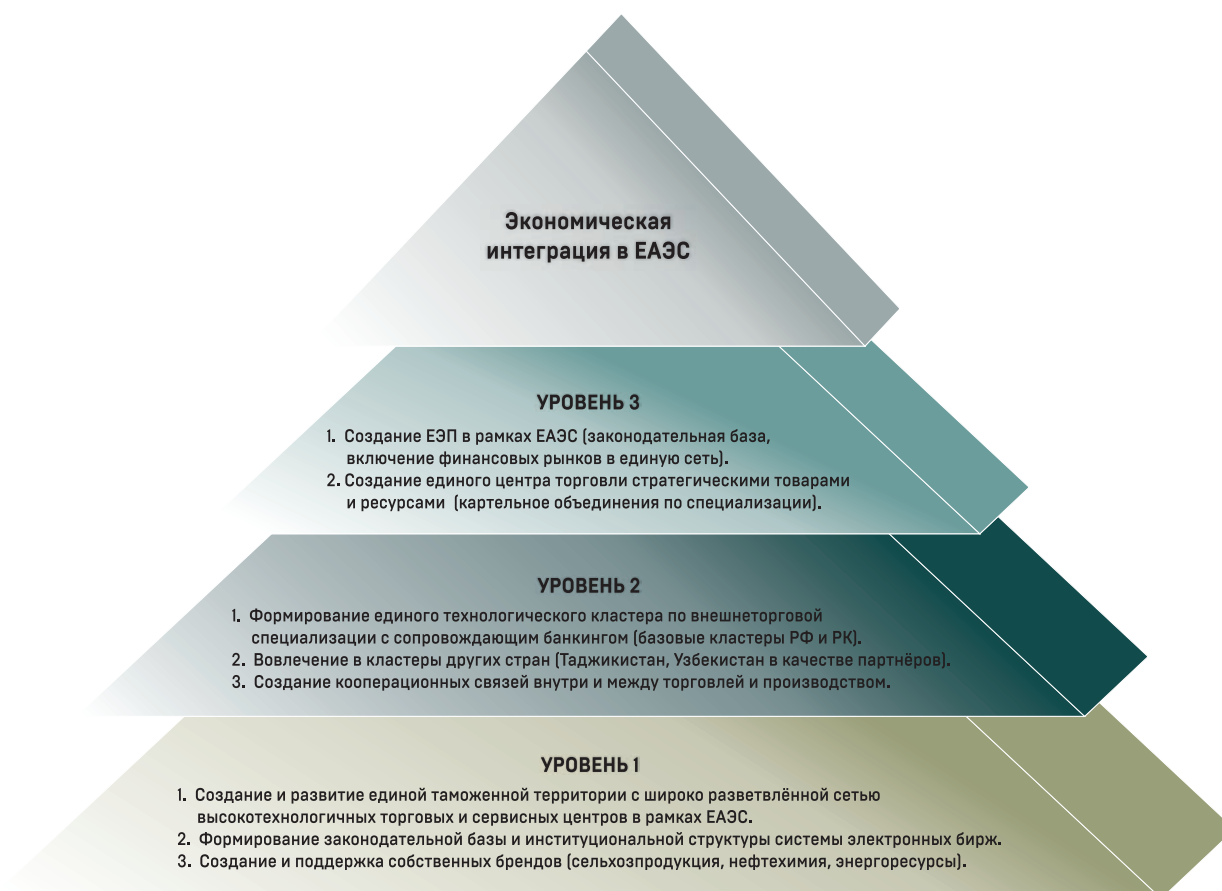 Экономическая
интеграция в ЕАЭС
УРОВЕНЬ 3
1. Создание ЕЭП в рамках ЕАЭС (законодательная база,
включение финансовых рынков в единую сеть).
2. Создание единого центра торговли стратегическими товарами
и ресурсами (картельное объединения по специализации).
УРОВЕНЬ 2
1. Формирование единого технологического кластера по внешнеторговой
специализации с сопровождающим банкингом (базовые кластеры РФ и РК).
2. Вовлечение в кластеры других стран (Таджикистан, Узбекистан в качестве партнёров).
3. Создание кооперационных связей внутри и между торговлей и производством.
УРОВЕНЬ 1
1. Создание и развитие единой таможенной территории с широко разветвлённой сетью
высокотехнологичных торговых и сервисных центров в рамках ЕАЭС.
2. Формирование законодательной базы и институциональной структуры системы электронных бирж.
3. Создание и поддержка собственных брендов (сельхозпродукция, нефтехимия, энергоресурсы).